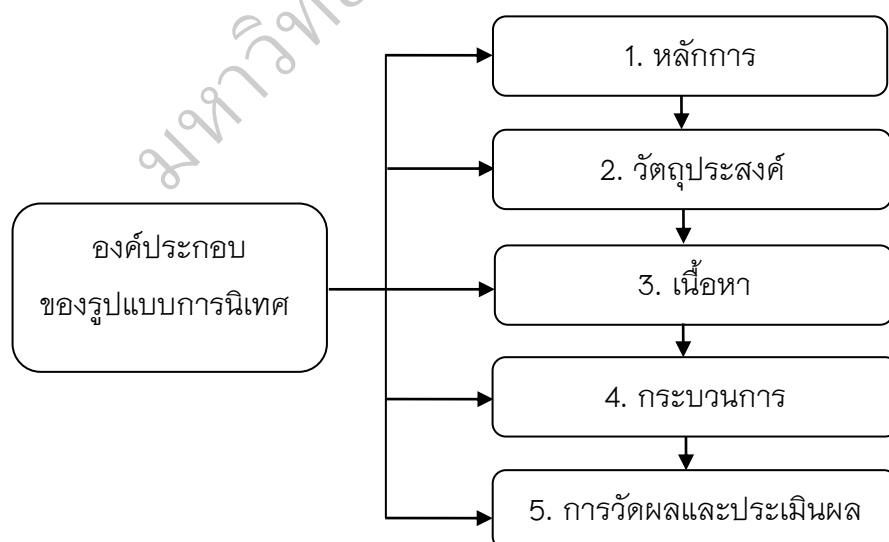 1. หลักการ
2. วัตถุประสงค์
องค์ประกอบ
ของรูปแบบการนิเทศ
3. เนื้อหา
4. กระบวนการ
5. การวัดผลและประเมินผล